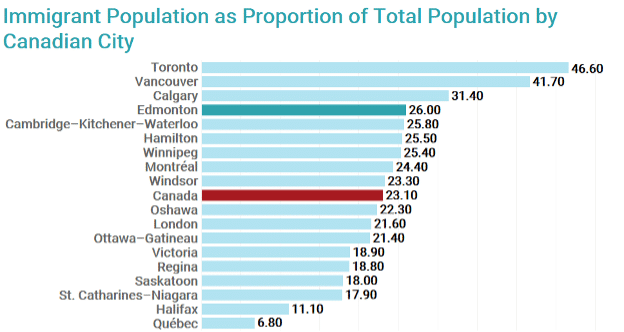 Immigrant Population as Proportion of Total Population by
Canadian City
Toronto 46.60
Vancouver 41.70
Calgary 31.40
Edmonton 26.00
Cambridge–Kitchener–Waterloo 25.80
Hamilton 25.50
Winnipeg 25.40
Montréal 24.40
Windsor 23.30
Canada 23.10
Oshawa 22.30
London 21.60
Ottawa–Gatineau 21.40
Victoria 18.90
Regina 18.80
Saskatoon 18.00
St. Catharines–Niagara 17.90
Halifax 11.10
Québec 6.80